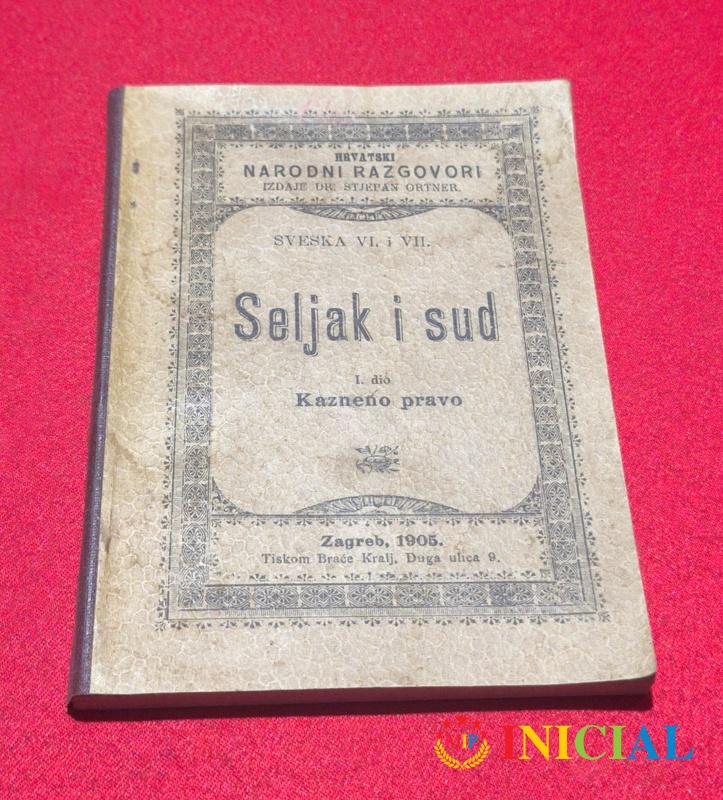 HRVATSKI
NARODNI RAZGOVORI
IZDAJE DR. STJEPAN ORTNER.
SVESKA VI. i VII.
Seljak i sud
I. dio
Kazneno pravo
Zagreb, 1905.
Tiskom Braće Kralj, Duga ulica 9.
IP INICIAL